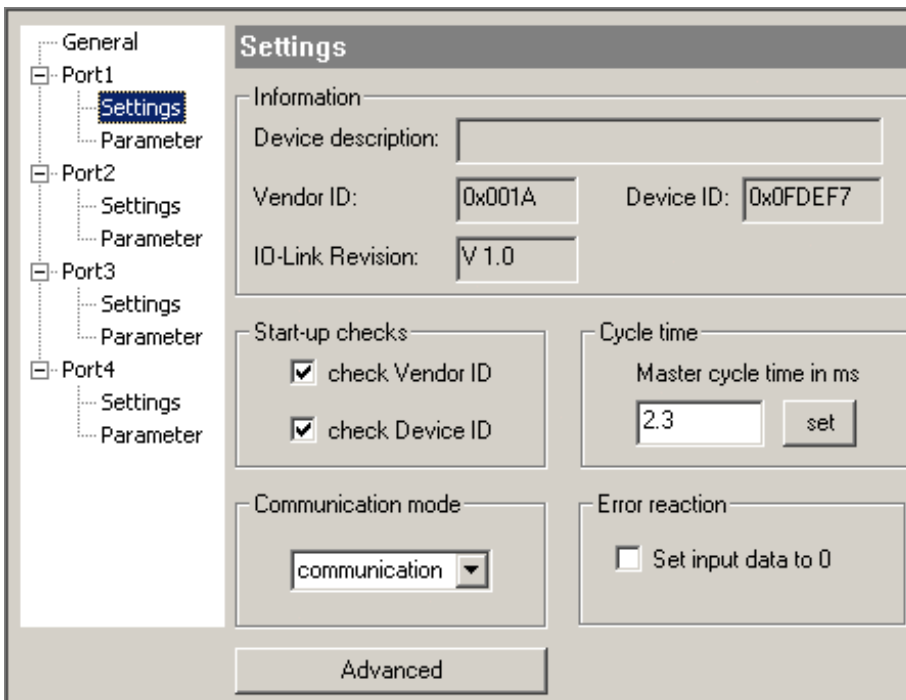 General
Port1
Settings
Parameter
Port2
Settings
Parameter
Port3
Settings
Parameter
Port4
Settings
Parameter
Settings
Information
Device description:
Vendor ID: 0x001A Device ID: 0x0FDEF7
IO-Link Revision: V 1.0
Start-up checks
check Vendor ID
check Device ID
Cycle time
Master cycle time in ms
2.3 set
Communication mode
communication
Error reaction
Set input data to 0
Advanced